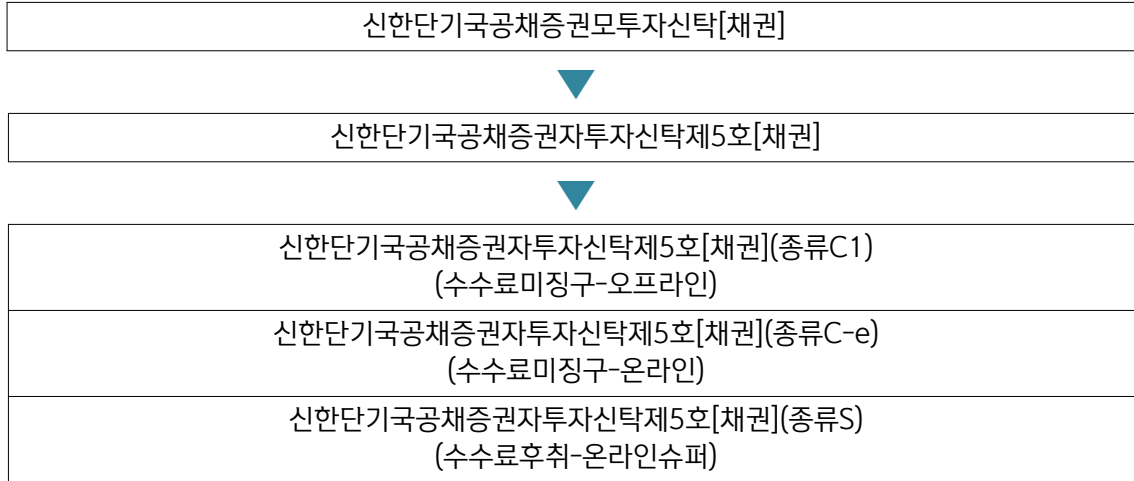 신한단기국공채증권모투자신탁[채권]
신한단기국공채증권자투자신탁제5호[채권]
신한단기국공채증권자투자신탁제5호[채권](종류C1)
(수수료미징구-오프라인)
신한단기국공채증권자투자신탁제5호[채권](종류C-e)
(수수료미징구-온라인)
신한단기국공채증권자투자신탁제5호[채권](종류S)
(수수료후취-온라인슈퍼)